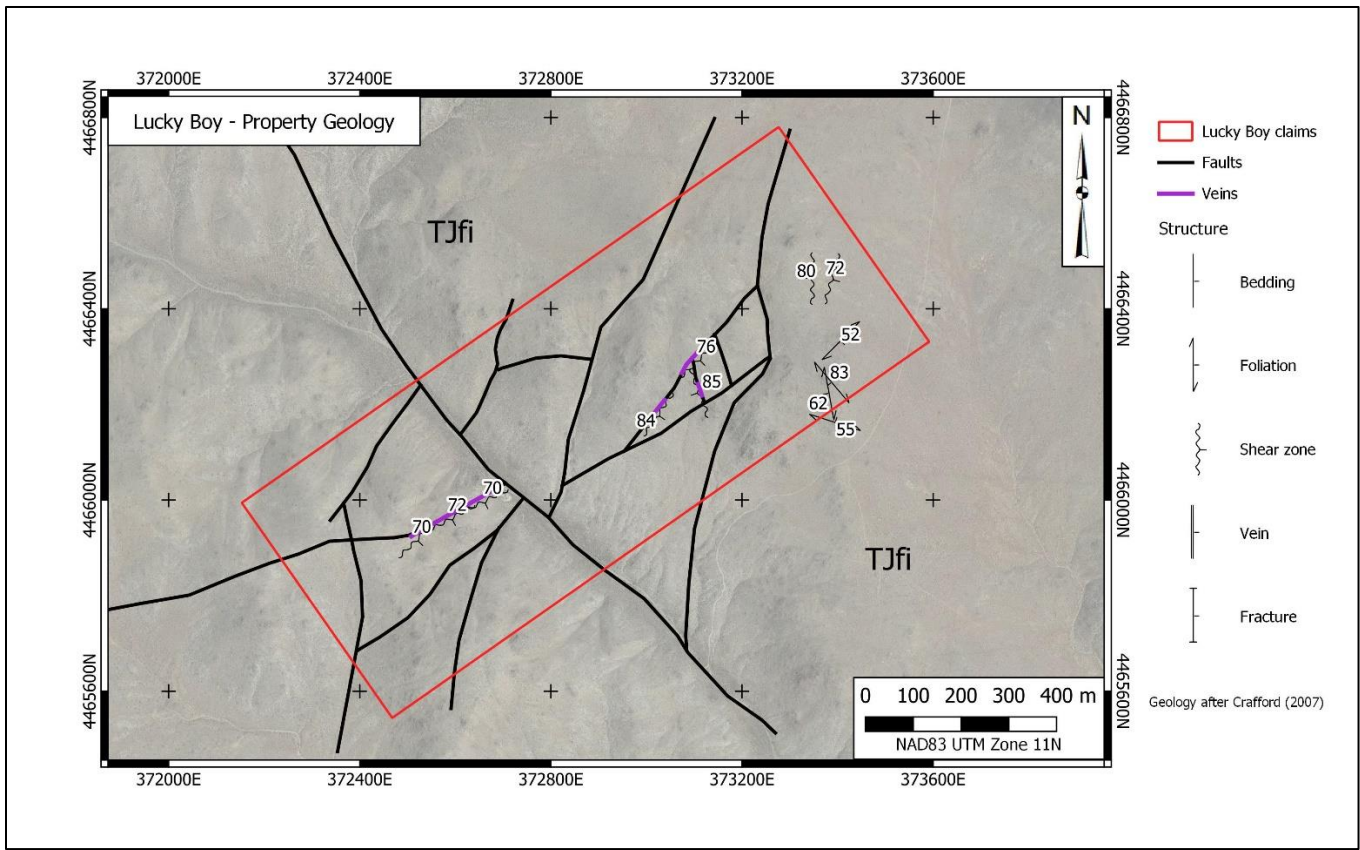 372000E 372400E 372800E 373200E 373600E
4466800N
4466800N
Lucky Boy - Property Geology
N
Lucky Boy claims
Faults
Veins
Structure
TJfi
80 72
Bedding
4466400N
4466400N
52
76
Foliation
83
85
62
84
55
Shear zone
70
72
70
4466000N
4466000N
Vein
TJfi
Fracture
0 100 200 300 400 m
NAD83 UTM Zone 11N
4465600N
4465600N
Geology after Crafford (2007)
372000E 372400E 372800E 373200E 373600E